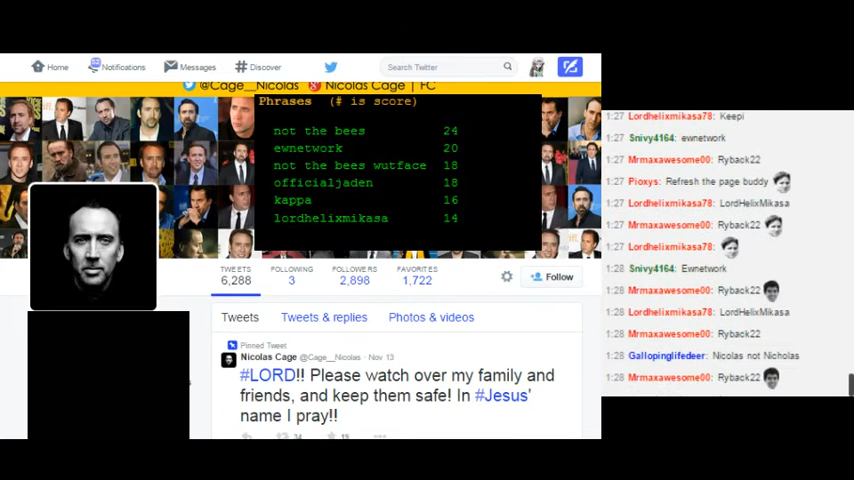 Home Notifications Messages Discover Search Twitter
@Cage__Nicolas Nicolas Cage | FC
Phrases (# is score)
not the bees 24
ewnetwork 20
not the bees wutface 18
officialjaden 18
kappa 16
lordhelixmikasa 14
TWEETS FOLLOWING FOLLOWERS FAVORITES
6,288 3 2,898 1,722
Follow
Tweets Tweets & replies Photos & videos
Pinned Tweet
Nicolas Cage @Cage__Nicolas · Nov 13
#LORD!! Please watch over my family and
friends, and keep them safe! In #Jesus'
name I pray!!
34 19
1:27 Lordhelixmikasa78: Keepi
1:27 Snivy4164: ewnetwork
1:27 Mrmaxawesome00: Ryback22
1:27 Pioxys: Refresh the page buddy
1:27 Lordhelixmikasa78: LordHelixMikasa
1:27 Mrmaxawesome00: Ryback22
1:27 Lordhelixmikasa78:
1:28 Snivy4164: Ewnetwork
1:28 Mrmaxawesome00: Ryback22
1:28 Lordhelixmikasa78: LordHelixMikasa
1:28 Mrmaxawesome00: Ryback22
1:28 Gallopinglifedeer: Nicolas not Nicholas
1:28 Mrmaxawesome00: Ryback22